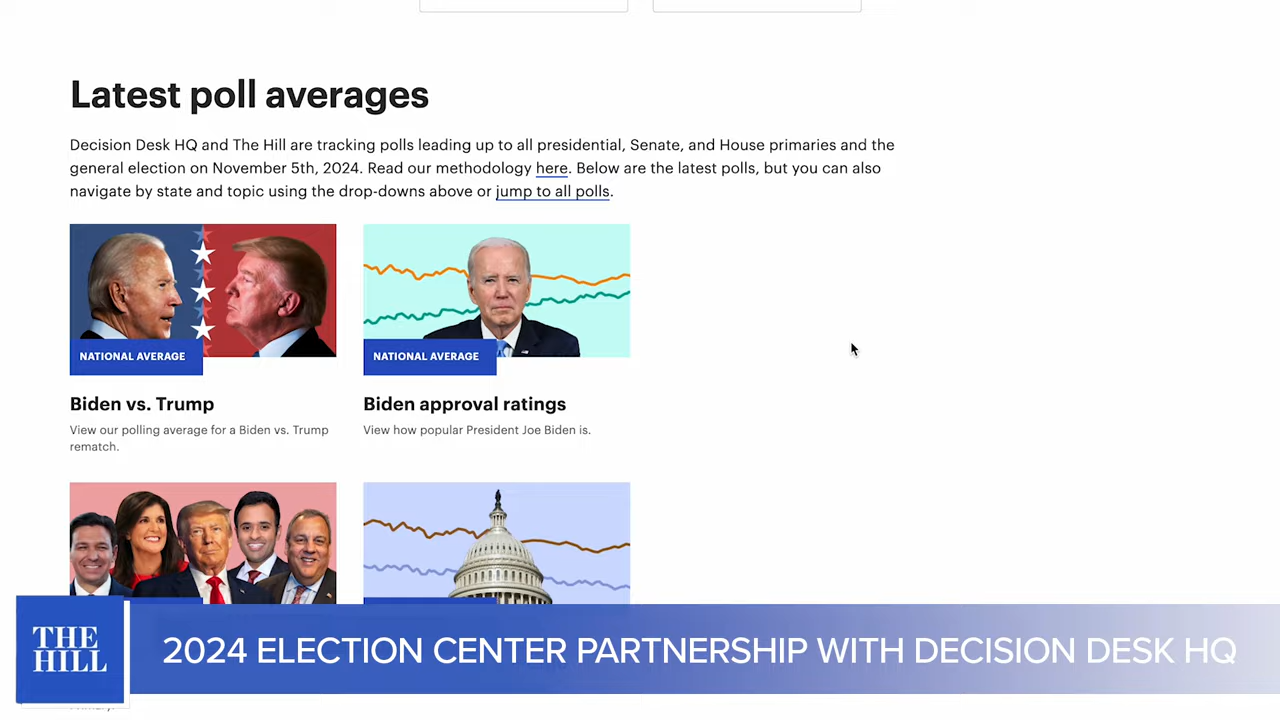 Latest poll averages
Decision Desk HQ and The Hill are tracking polls leading up to all presidential, Senate, and House primaries and the
general election on November 5th, 2024. Read our methodology here. Below are the latest polls, but you can also
navigate by state and topic using the drop-downs above or jump to all polls.
NATIONAL AVERAGE
NATIONAL AVERAGE
Biden vs. Trump
Biden approval ratings
View our polling average for a Biden vs. Trump
rematch.
View how popular President Joe Biden is.
THE
HILL
2024 ELECTION CENTER PARTNERSHIP WITH DECISION DESK HQ